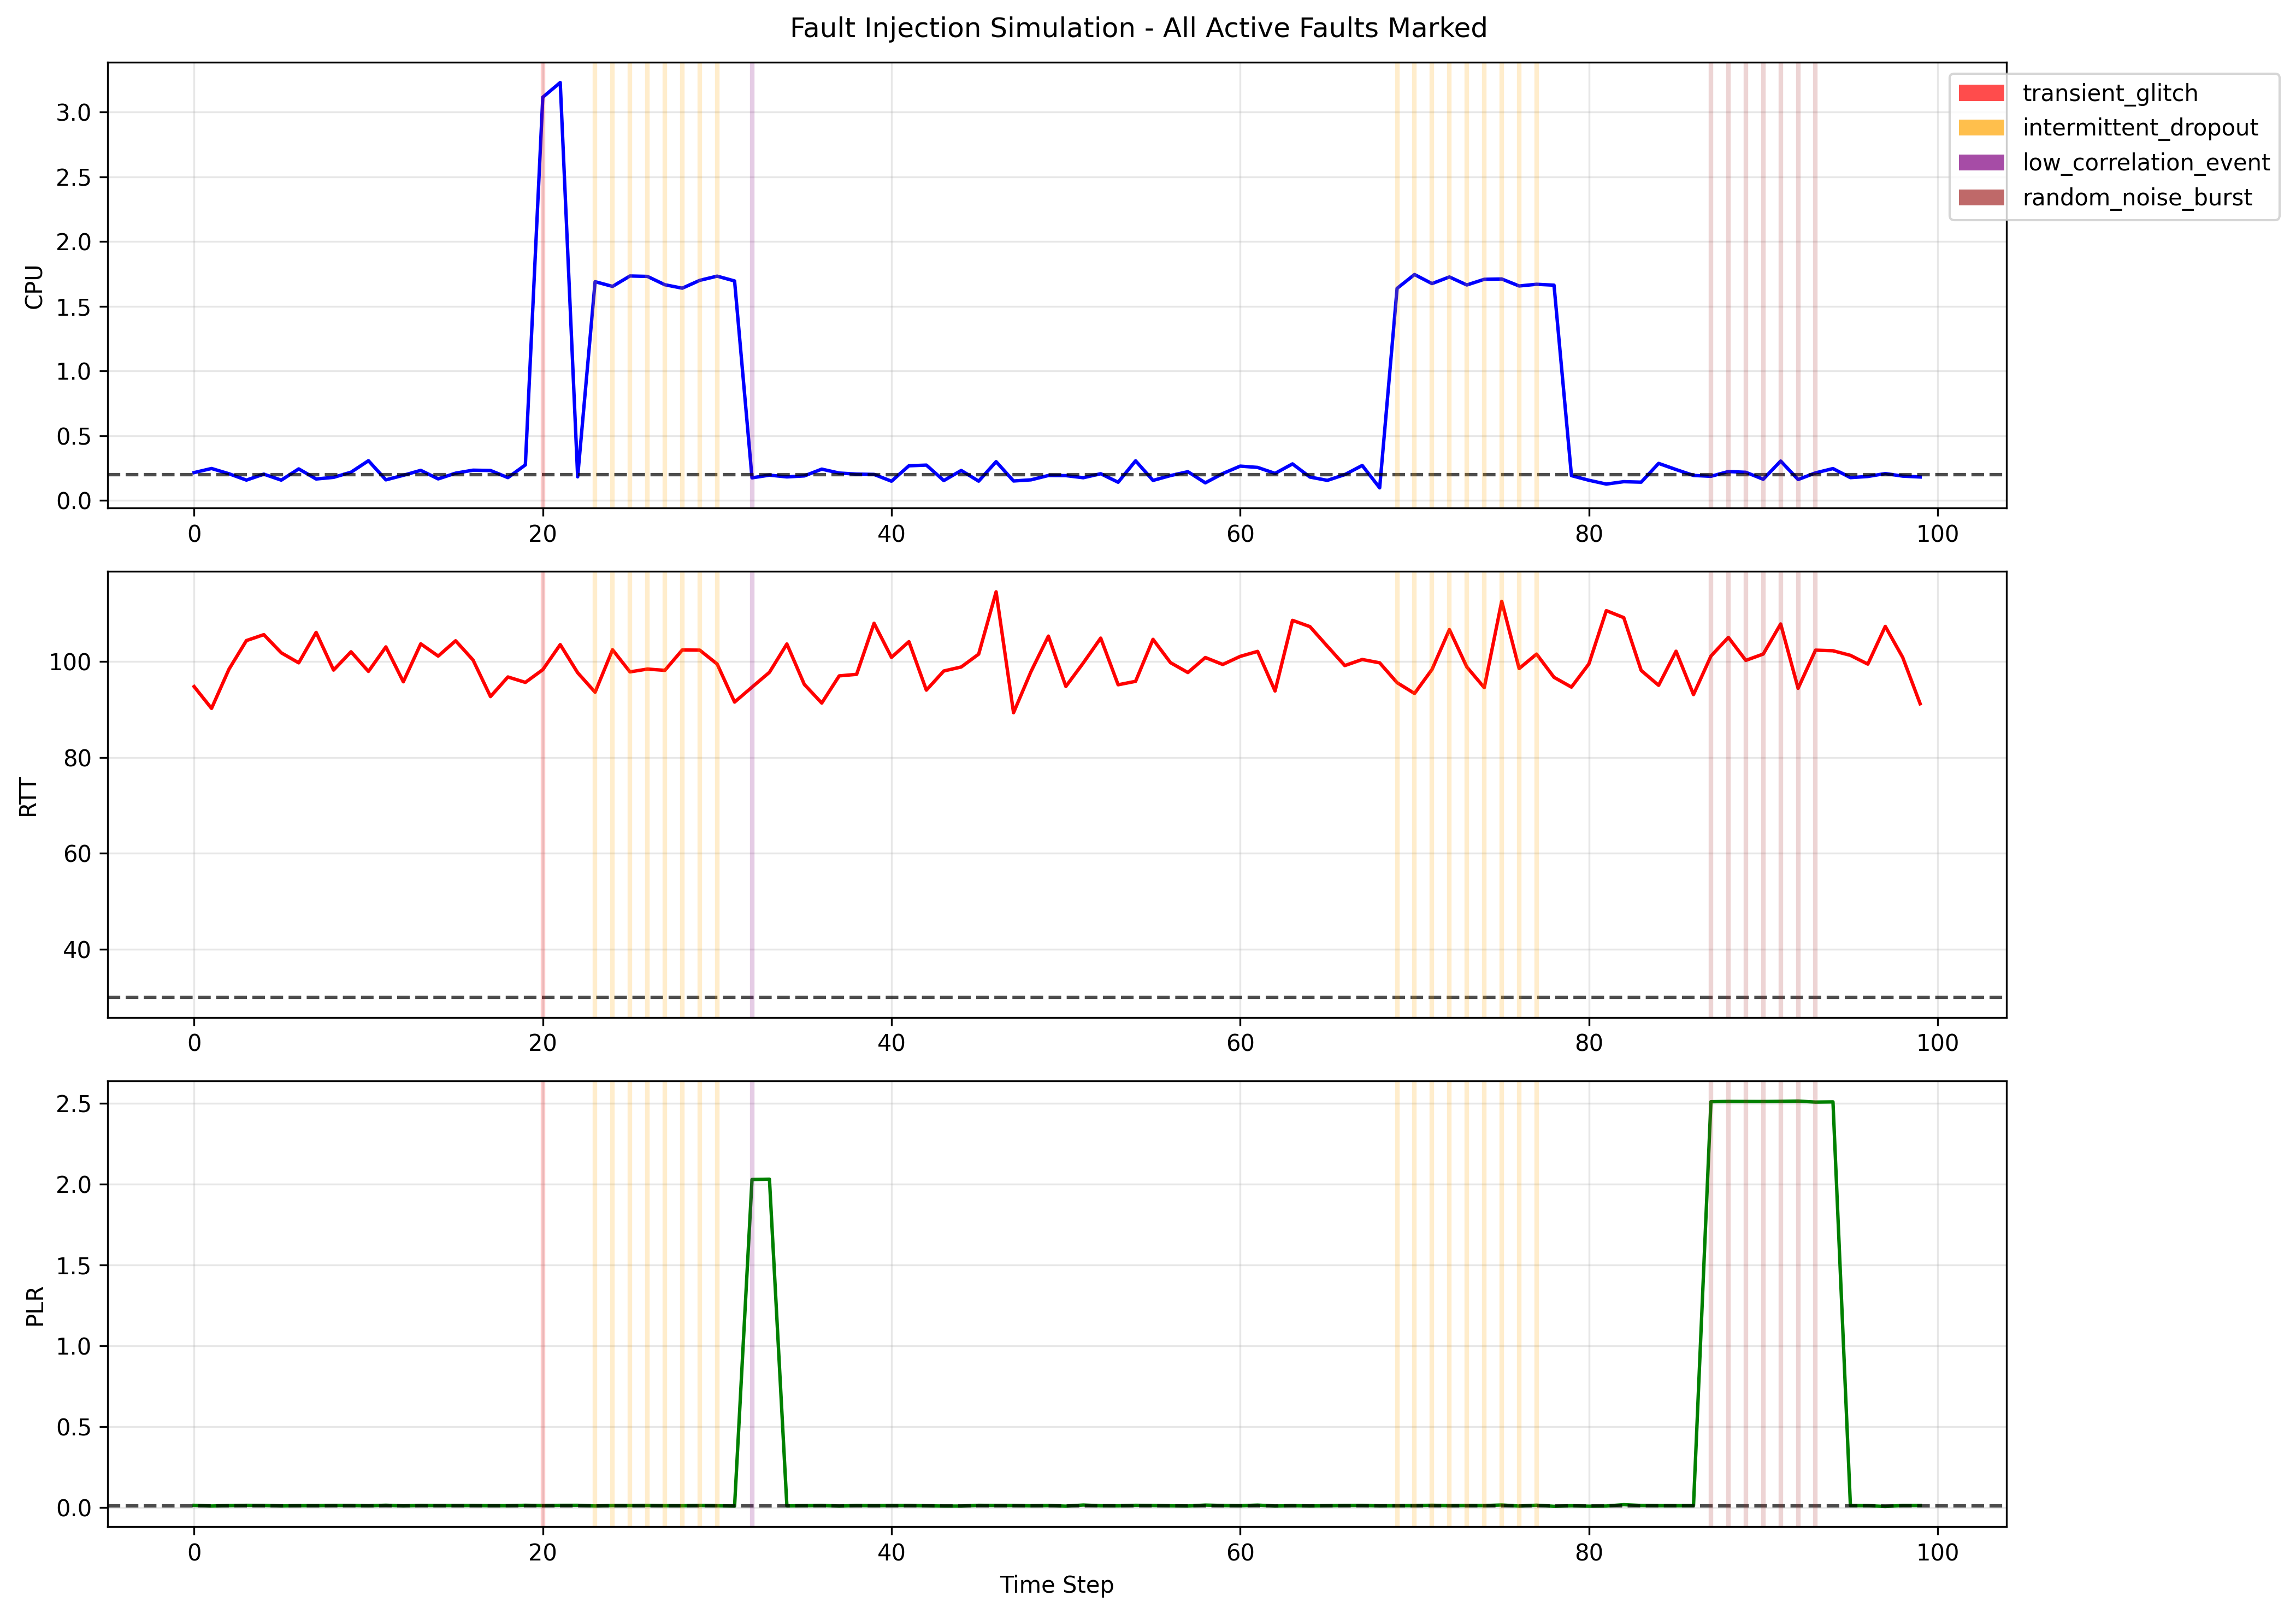 Fault Injection Simulation - All Active Faults Marked
transient_glitch
intermittent_dropout
low_correlation_event
random_noise_burst
CPU
3.0
2.5
2.0
1.5
1.0
0.5
0.0
0 20 40 60 80 100
RTT
100
80
60
40
0 20 40 60 80 100
PLR
2.5
2.0
1.5
1.0
0.5
0.0
0 20 40 60 80 100
Time Step